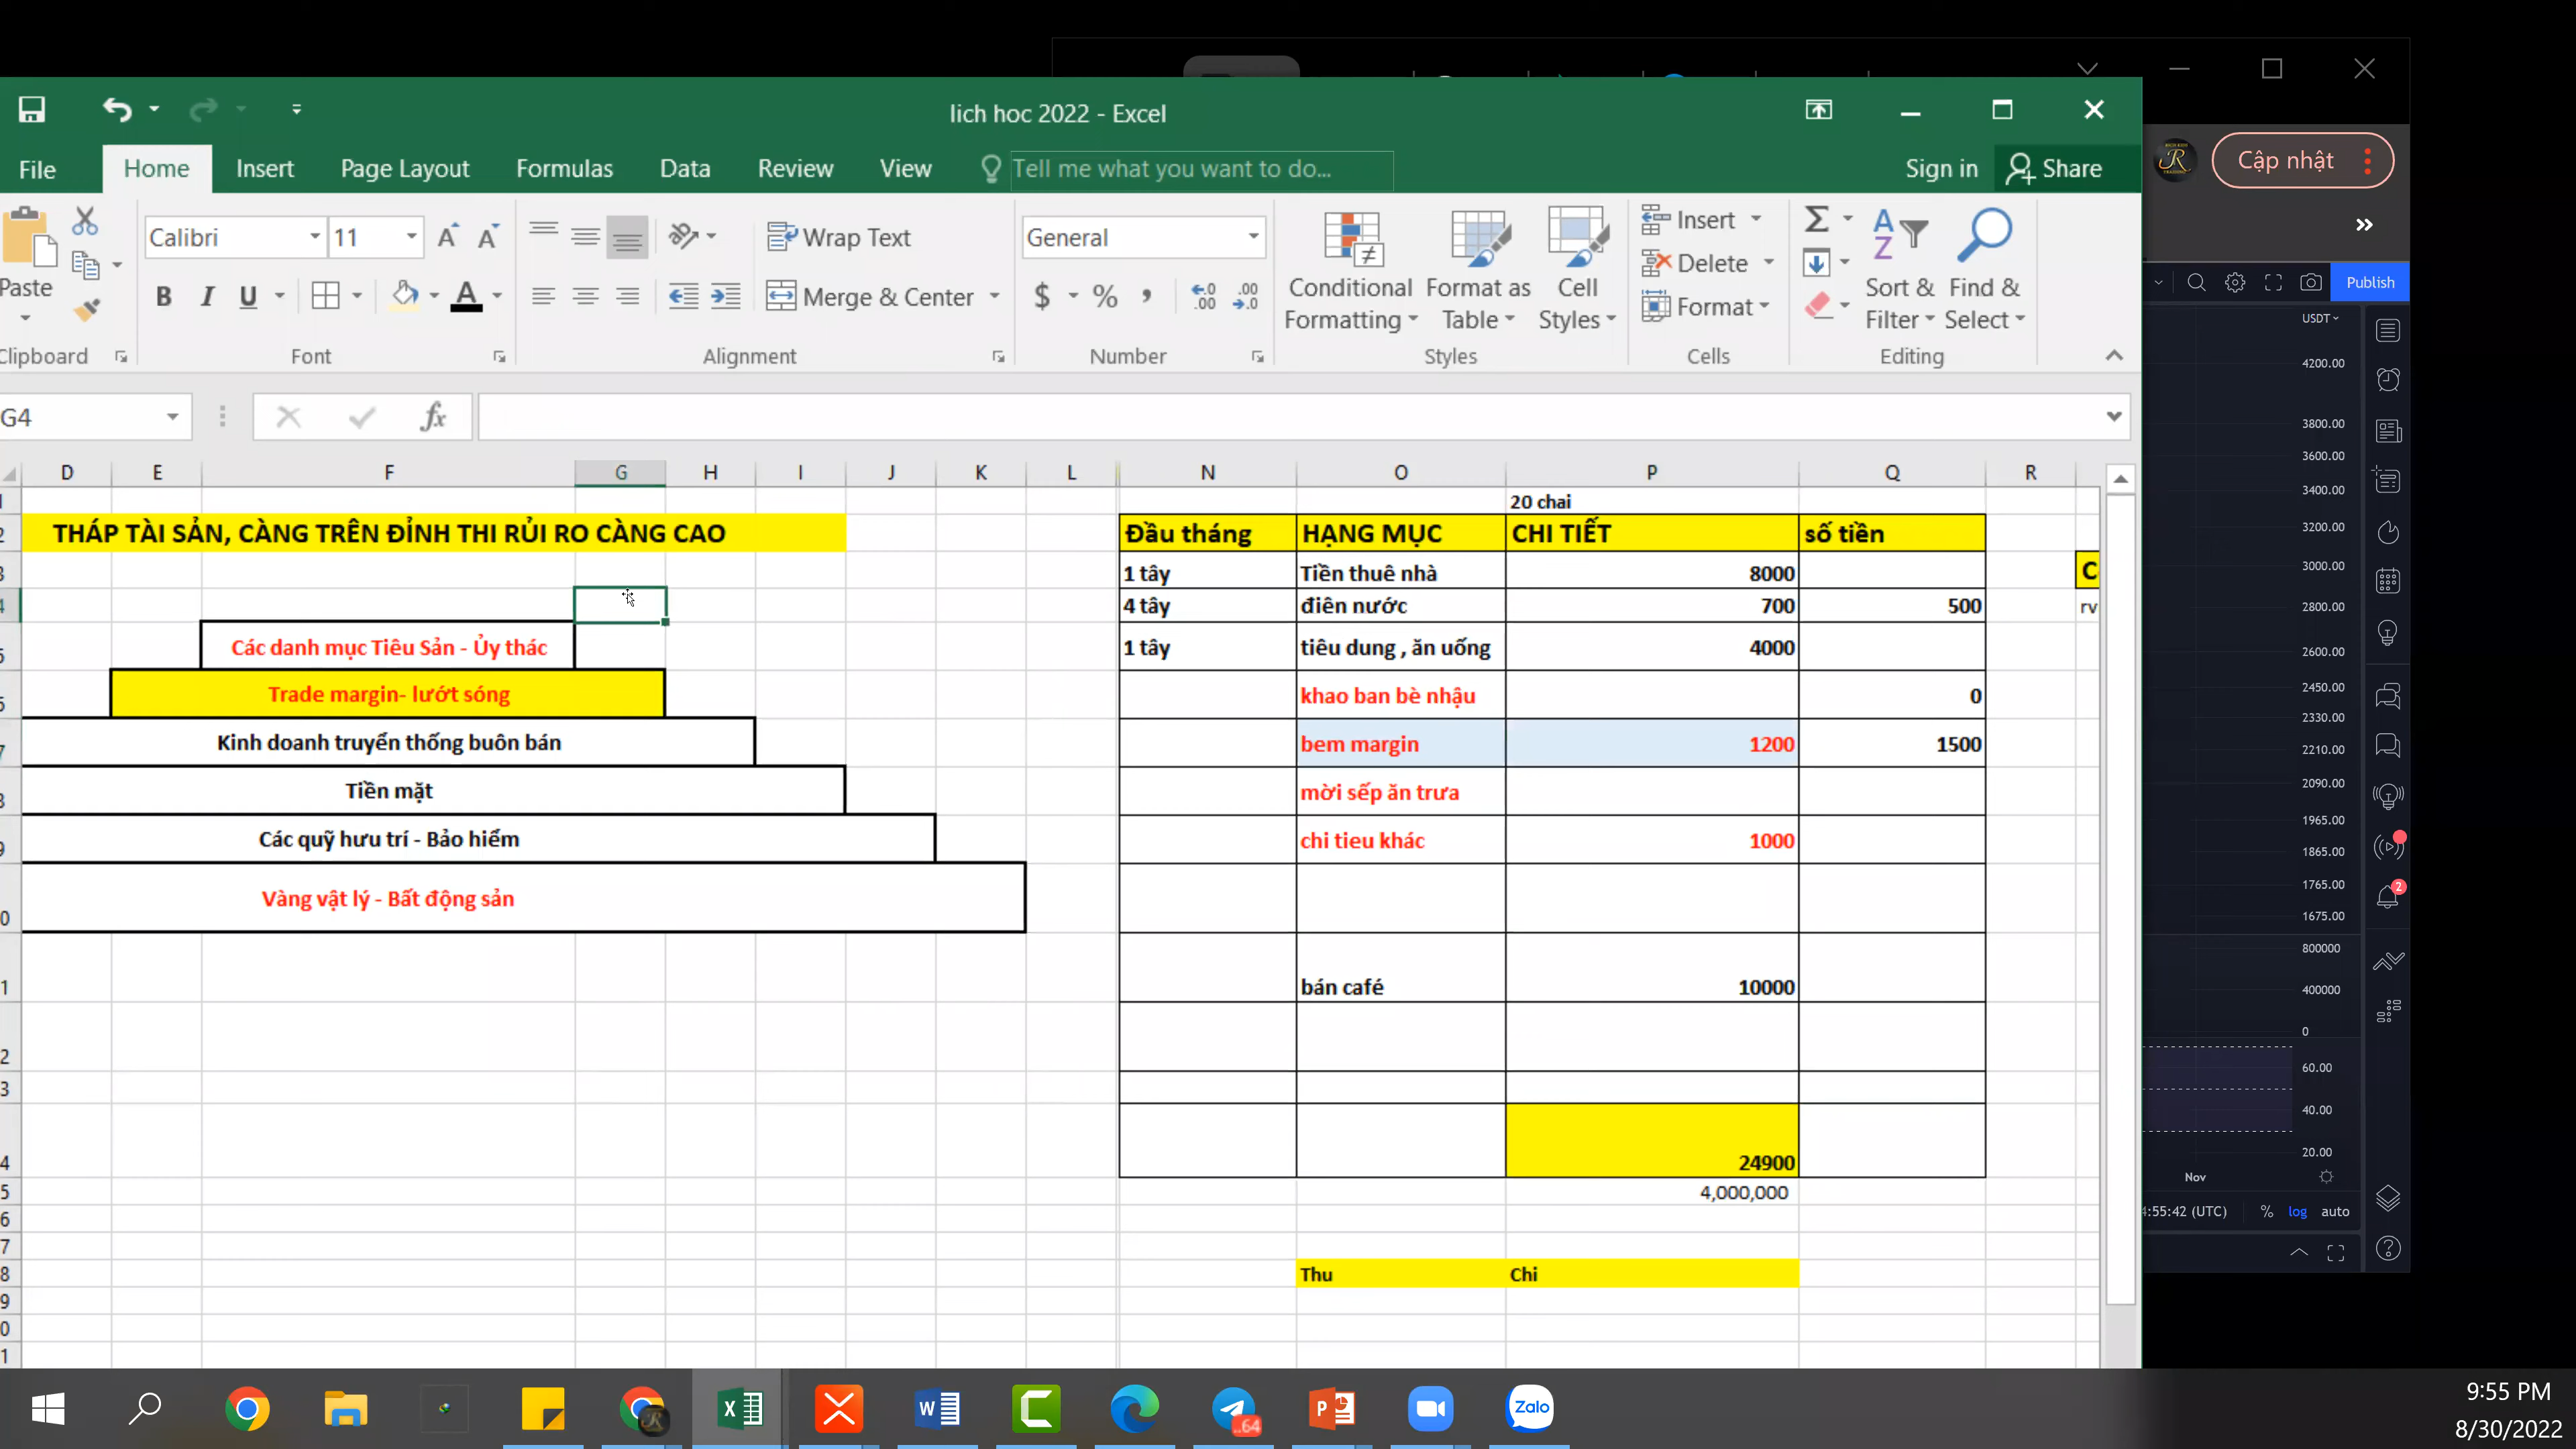 lich hoc 2022 - Excel
File Home Insert Page Layout Formulas Data Review View Tell me what you want to do... Sign in Share
Cập nhật
Calibri 11 Wrap Text General Insert
Paste B I U Merge & Center $ % Conditional Formatting Format as Table Cell Styles Delete Format Sort & Filter Find & Select
Clipboard Font Alignment Number Styles Cells Editing
Publish
G4 fx
D E F G H I J K L N O P Q R
20 chai
THÁP TÀI SẢN, CÀNG TRÊN ĐỈNH THI RỦI RO CÀNG CAO
Các danh mục Tiêu Sản - Ủy thác
Trade margin- lướt sóng
Kinh doanh truyển thống buôn bán
Tiền mặt
Các quỹ hưu trí - Bảo hiểm
Vàng vật lý - Bất động sản
Đầu tháng HẠNG MỤC CHI TIẾT số tiền
1 tây Tiền thuê nhà 8000
4 tây điên nước 700 500
1 tây tiêu dung , ăn uống 4000
khao ban bè nhậu 0
bem margin 1200 1500
mời sếp ăn trưa
chi tieu khác 1000
bán café 10000
24900
4,000,000
Thu Chi
C
rv
USDT
4200.00
3800.00
3600.00
3400.00
3200.00
3000.00
2800.00
2600.00
2450.00
2330.00
2210.00
2090.00
1965.00
1865.00
1765.00
1675.00
800000
400000
0
60.00
40.00
20.00
2
Nov
4:55:42 (UTC) % log auto
64
Zalo
9:55 PM
8/30/2022